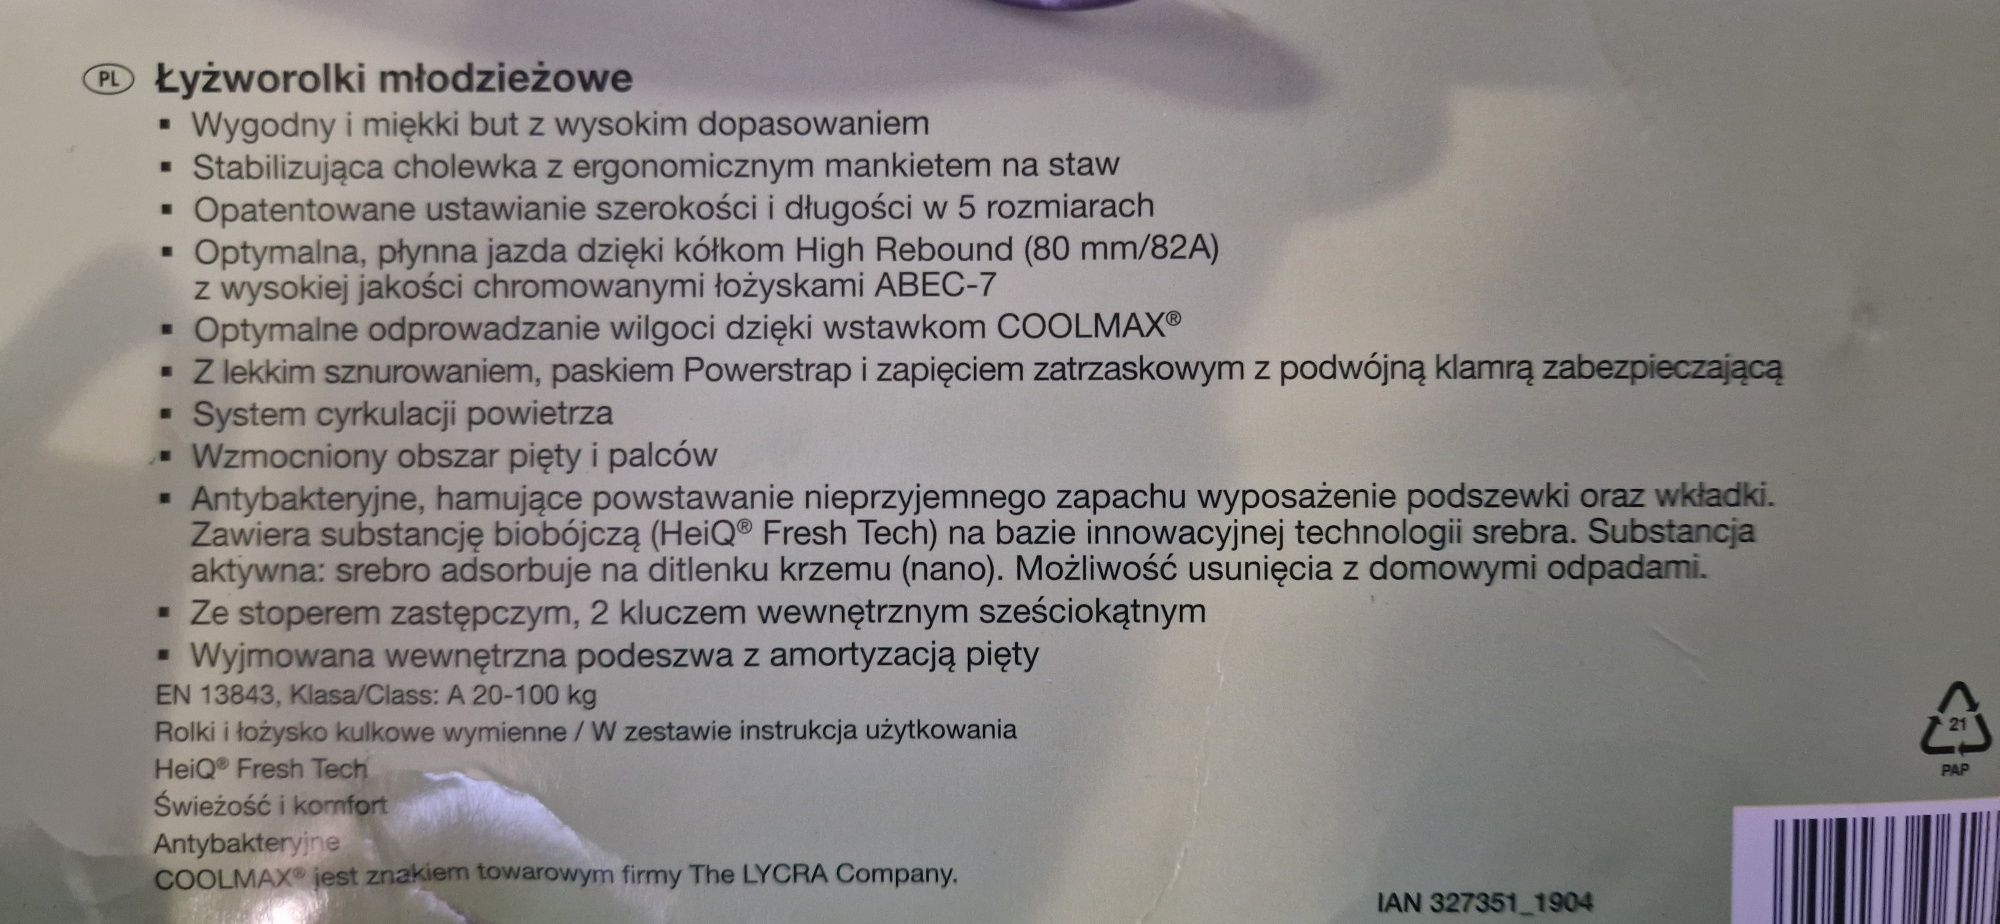 PL Łyżworolki młodzieżowe
▪ Wygodny i miękki but z wysokim dopasowaniem
▪ Stabilizująca cholewka z ergonomicznym mankietem na staw
▪ Opatentowane ustawianie szerokości i długości w 5 rozmiarach
▪ Optymalna, płynna jazda dzięki kółkom High Rebound (80 mm/82A)
z wysokiej jakości chromowanymi łożyskami ABEC-7
▪ Optymalne odprowadzanie wilgoci dzięki wstawkom COOLMAX®
▪ Z lekkim sznurowaniem, paskiem Powerstrap i zapięciem zatrzaskowym z podwójną klamrą zabezpieczającą
▪ System cyrkulacji powietrza
▪ Wzmocniony obszar pięty i palców
▪ Antybakteryjne, hamujące powstawanie nieprzyjemnego zapachu wyposażenie podszewki oraz wkładki.
Zawiera substancję biobójczą (HeiQ® Fresh Tech) na bazie innowacyjnej technologii srebra. Substancja
aktywna: srebro adsorbuje na ditlenku krzemu (nano). Możliwość usunięcia z domowymi odpadami.
▪ Ze stoperem zastępczym, 2 kluczem wewnętrznym sześciokątnym
▪ Wyjmowana wewnętrzna podeszwa z amortyzacją pięty
EN 13843, Klasa/Class: A 20-100 kg
Rolki i łożysko kulkowe wymienne / W zestawie instrukcja użytkowania
HeiQ® Fresh Tech
Świeżość i komfort
Antybakteryjne
COOLMAX® jest znakiem towarowym firmy The LYCRA Company.
21
PAP
IAN 327351_1904